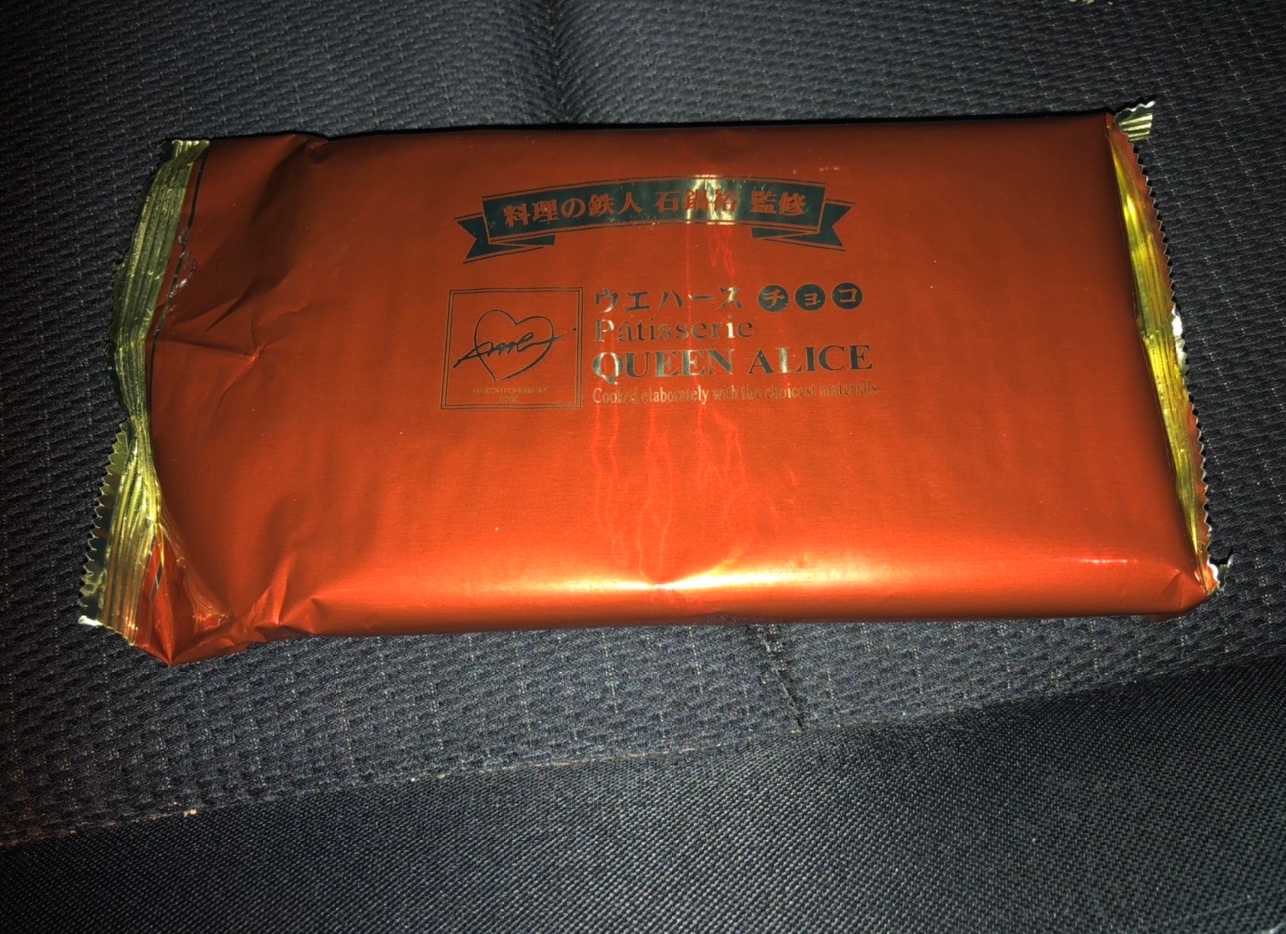 料理の鉄人 石鍋裕 監修
ウエハース チョコ
Pâtisserie
QUEEN ALICE
Cooked elaborately with the choicest materials.